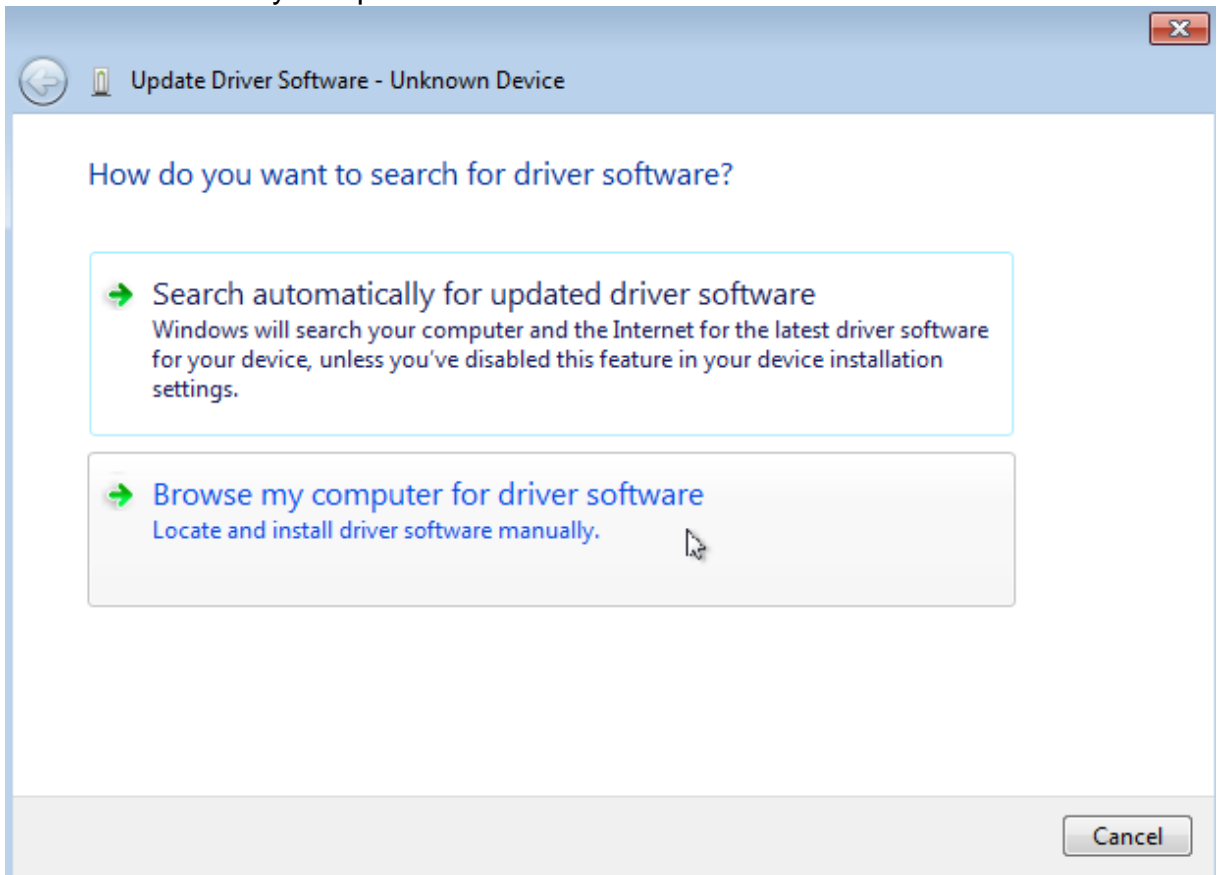 Update Driver Software - Unknown Device
How do you want to search for driver software?
Search automatically for updated driver software
Windows will search your computer and the Internet for the latest driver software
for your device, unless you've disabled this feature in your device installation
settings.
Browse my computer for driver software
Locate and install driver software manually.
Cancel